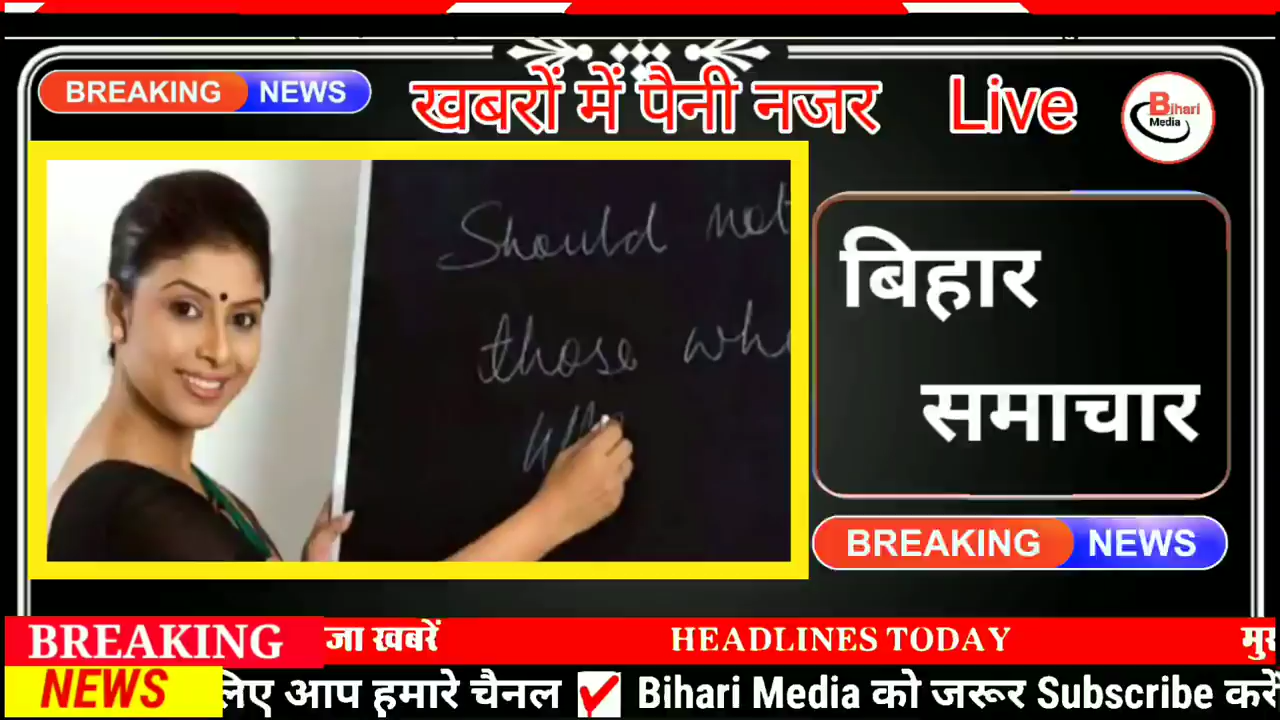 BREAKING NEWS
खबरों में पैनी नजर
Live
Bihari
Media
Should not
those
बिहार
समाचार
BREAKING NEWS
BREAKING
NEWS
जा खबरें
HEADLINES TODAY
आप हमारे चैनल Bihari Media को जरूर Subscribe करें